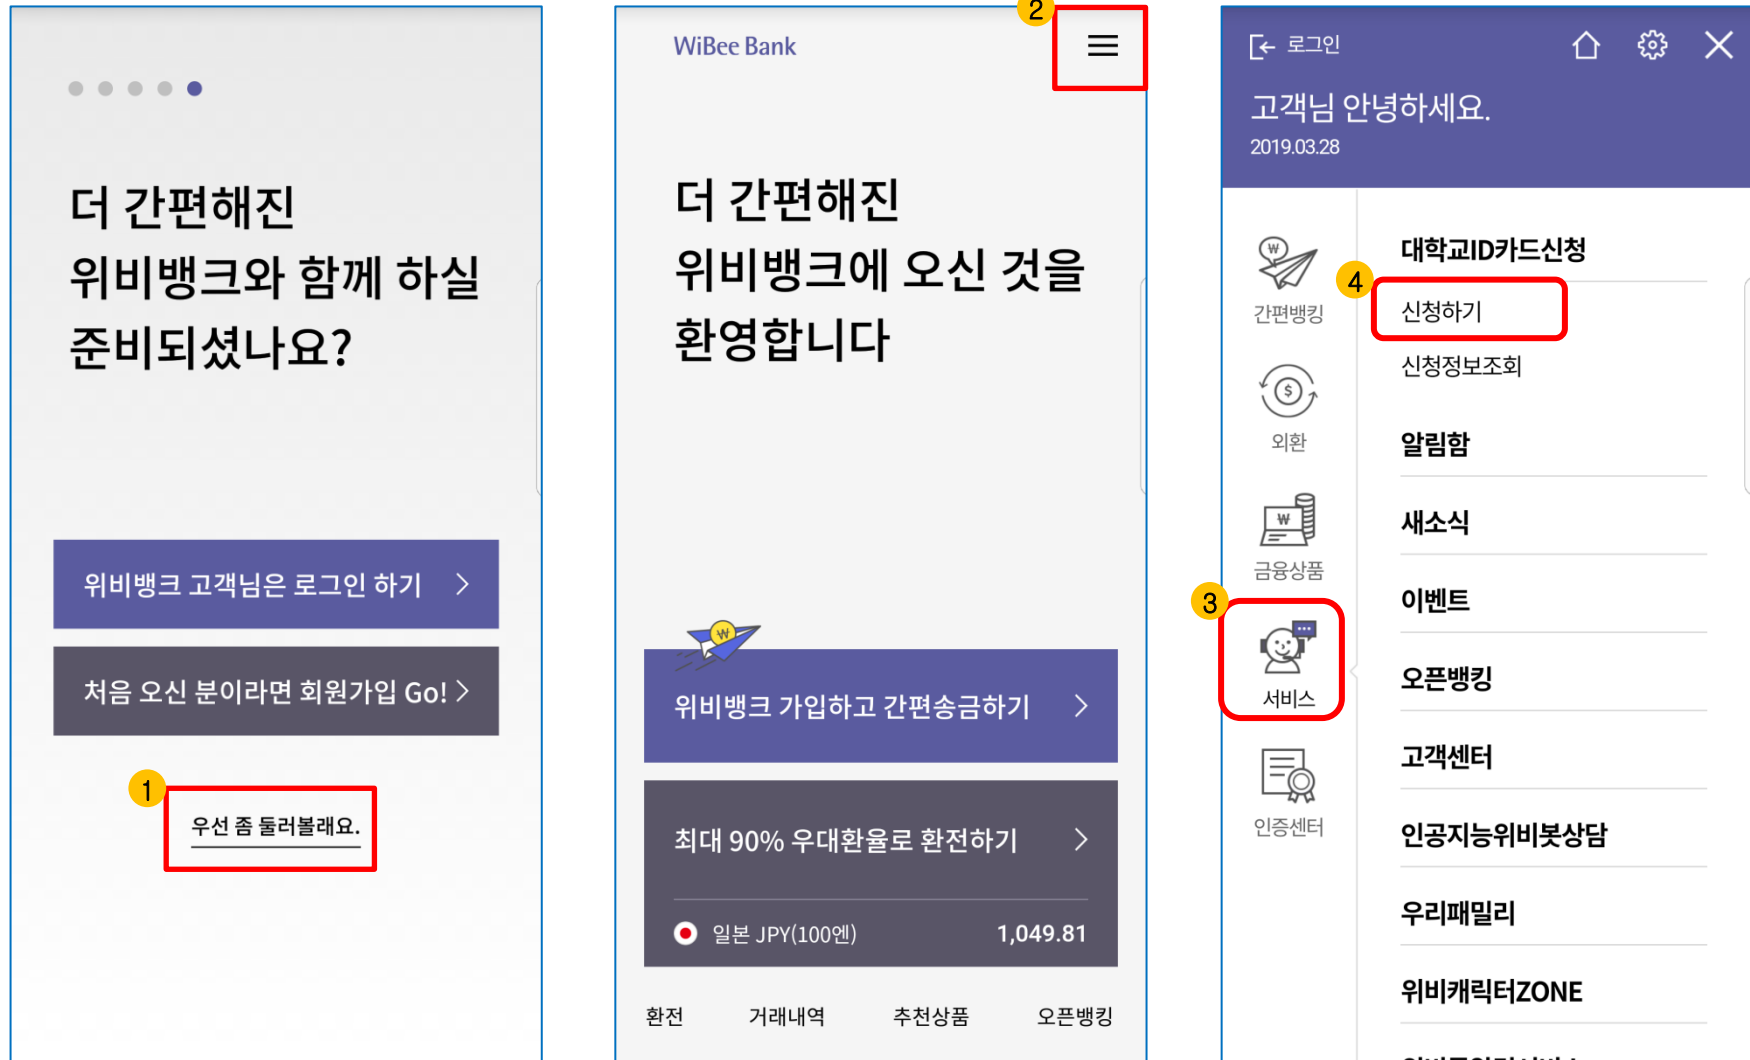 더 간편해진
위비뱅크와 함께 하실
준비되셨나요?
위비뱅크 고객님은 로그인 하기
처음 오신 분이라면 회원가입 Go!
1
우선 좀 둘러볼래요.
2
WiBee Bank
더 간편해진
위비뱅크에 오신 것을
환영합니다
위비뱅크 가입하고 간편송금하기
최대 90% 우대환율로 환전하기
일본 JPY(100엔) 1,049.81
환전 거래내역 추천상품 오픈뱅킹
로그인
고객님 안녕하세요.
2019.03.28
간편뱅킹
외환
금융상품
3
서비스
인증센터
대학교ID카드신청
4
신청하기
신청정보조회
알림함
새소식
이벤트
오픈뱅킹
고객센터
인공지능위비봇상담
우리패밀리
위비캐릭터ZONE